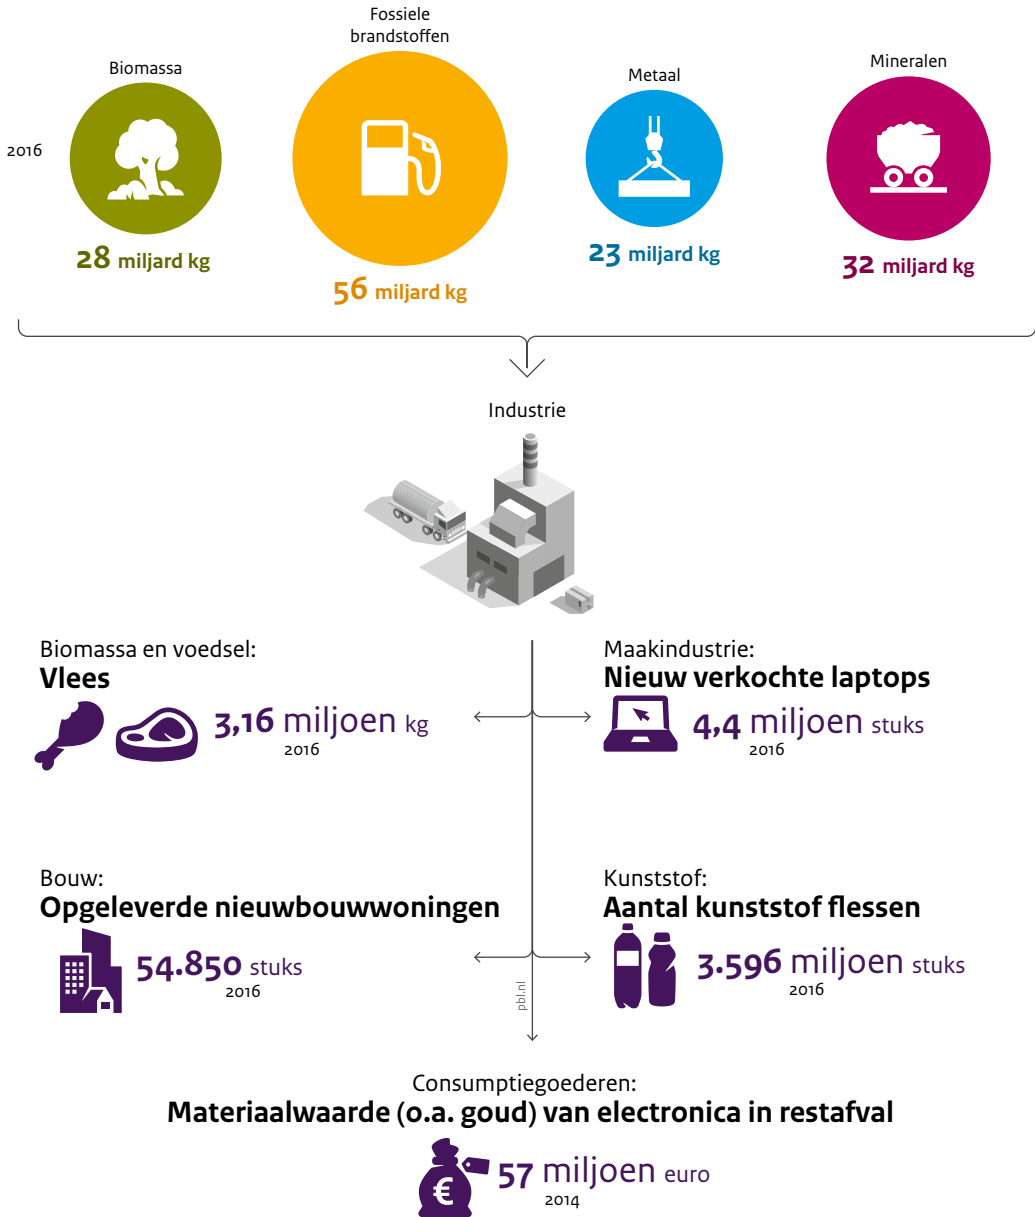 Fossiele
brandstoffen
Biomassa
Metaal
Mineralen
2016
28 miljard kg
56 miljard kg
23 miljard kg
32 miljard kg
Industrie
Biomassa en voedsel:
Vlees
3,16 miljoen kg
2016
Maakindustrie:
Nieuw verkochte laptops
4,4 miljoen stuks
2016
Bouw:
Opgeleverde nieuwbouwwoningen
54.850 stuks
2016
Kunststof:
Aantal kunststof flessen
3.596 miljoen stuks
2016
pbl.nl
Consumptiegoederen:
Materiaalwaarde (o.a. goud) van electronica in restafval
€
57 miljoen euro
2014